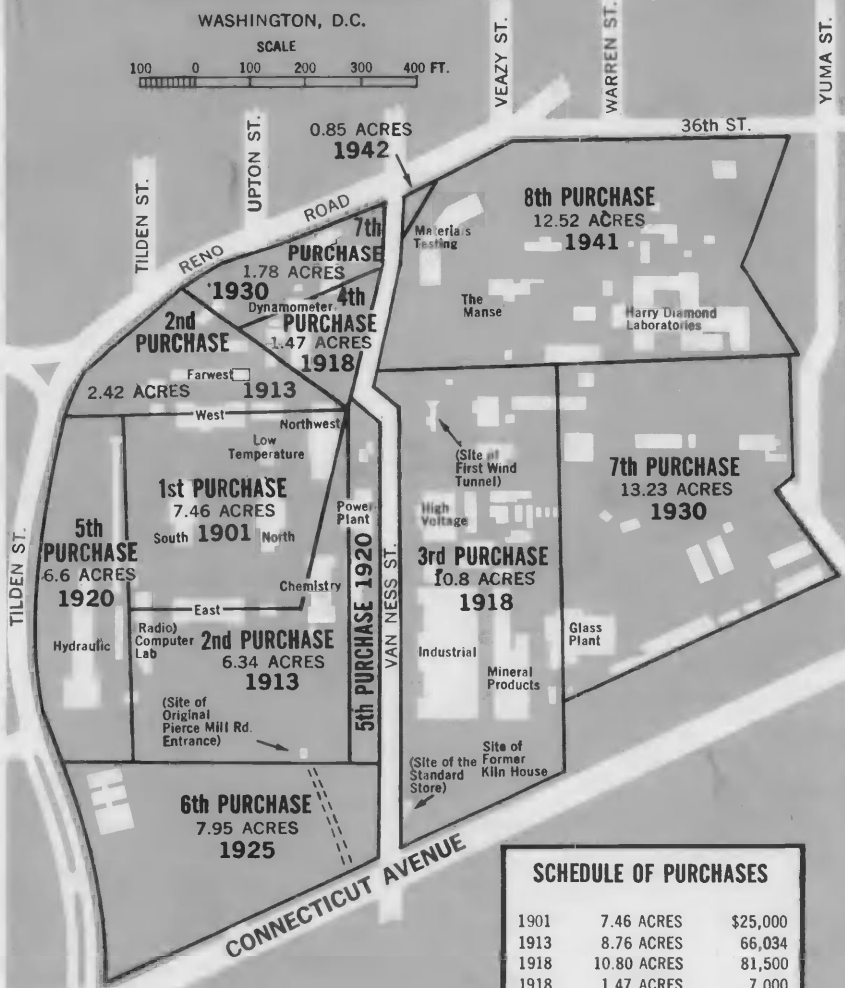 WASHINGTON, D.C.
SCALE
100 0 100 200 300 400 FT.
VEAZY ST.
WARREN ST.
YUMA ST.
UPTON ST.
TILDEN ST.
RENO ROAD
36th ST.
0.85 ACRES
1942
8th PURCHASE
12.52 ACRES
1941
Materials
Testing
The
Manse
Harry Diamond
Laboratories
7th
PURCHASE
1.78 ACRES
1930
Dynamometer
4th
PURCHASE
1.47 ACRES
1918
2nd
PURCHASE
Farwest
2.42 ACRES 1913
West
Northwest
Low
Temperature
1st PURCHASE
7.46 ACRES
South 1901 North
Power
Plant
(Site of
First Wind
Tunnel)
High
Voltage
7th PURCHASE
13.23 ACRES
1930
5th
PURCHASE
6.6 ACRES
1920
TILDEN ST.
Hydraulic
Chemistry
East
Radio)
Computer
Lab
2nd PURCHASE
6.34 ACRES
1913
(Site of
Original
Pierce Mill Rd.
Entrance)
5th PURCHASE 1920
VAN NESS ST.
3rd PURCHASE
10.8 ACRES
1918
Industrial
Mineral
Products
Glass
Plant
(Site of the
Standard
Store)
Site of
Former
Kiln House
6th PURCHASE
7.95 ACRES
1925
CONNECTICUT AVENUE
SCHEDULE OF PURCHASES
1901 7.46 ACRES $25,000
1913 8.76 ACRES 66,034
1918 10.80 ACRES 81,500
1918 1.47 ACRES 7,000